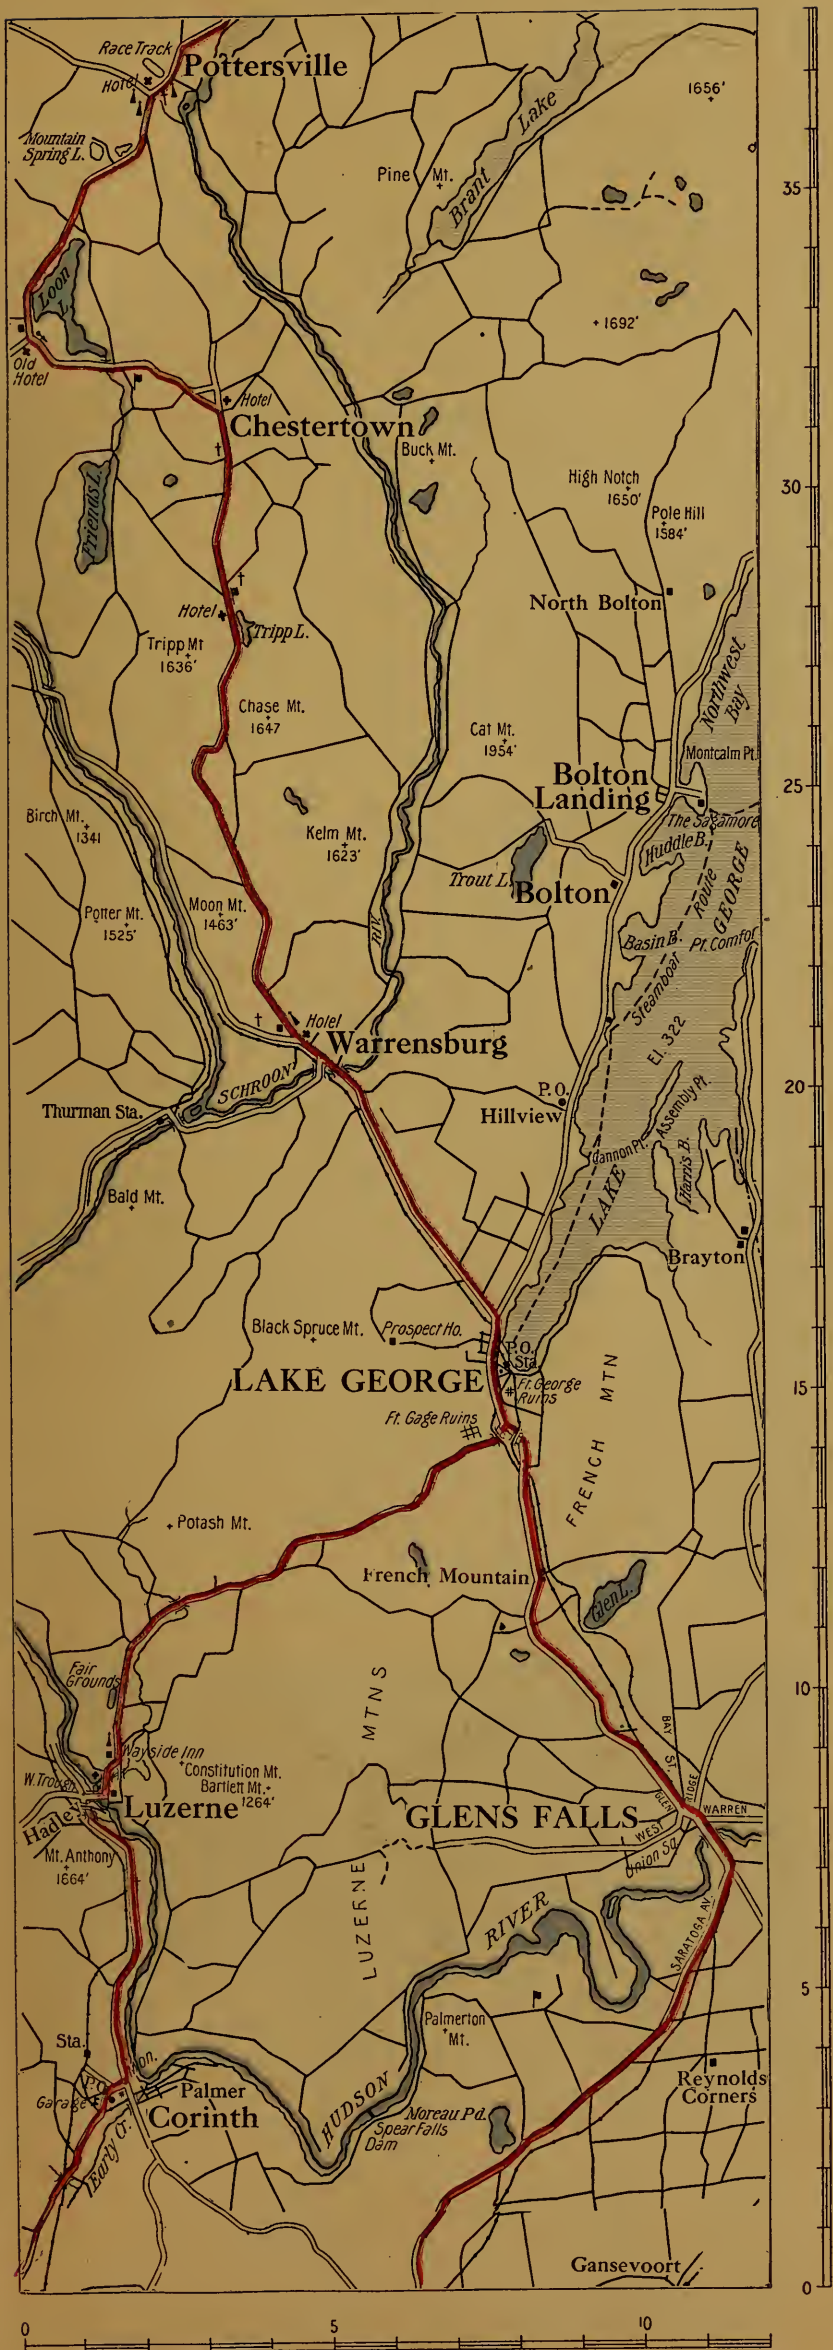 Race Track
Pottersville
Hotel
Lake
Brant
1656'
Mountain
Spring L.
Pine Mt.
35
Loon
L.
1692'
Old
Hotel
Hotel
Chestertown
Buck Mt.
Friends L.
High Notch
1650'
30
Pole Hill
1584'
North Bolton
Hotel
Tripp L.
Tripp Mt
1636'
Northwest
Bay
Chase Mt.
1647
Cat Mt.
1954'
Montcalm Pt.
Bolton
Landing
25
The Sagamore
Birch Mt.
1341
Kelm Mt.
1623'
Huddle B.
Trout L.
Bolton
Route
GEORGE
Potter Mt.
1525'
Moon Mt.
1463'
RIV.
Basin B.
Pt. Comfor
Steamboat
Hotel
Warrensburg
El. 322
SCHROON
20
Thurman Sta.
P.O.
Hillview
Assembly Pt.
Cannon Pt.
LAKE
Harris B.
Bald Mt.
Brayton
Black Spruce Mt.
Prospect Ho.
P.O.
Sta.
LAKE GEORGE
Ft. George
Ruins
15
Ft. Gage Ruins
FRENCH MTN
Potash Mt.
French Mountain
Glen L.
Fair
Grounds
MTNS
10
BAY ST.
Wayside Inn
Constitution Mt.
W. Trough
Bartlett Mt.
1264'
Luzerne
Hadley
GLENS FALLS
GLEN
RIDGE
WARREN
WEST
Union Sq.
Mt. Anthony
1664'
LUZERNE
RIVER
SARATOGA AV.
5
Palmerton
Mt.
Sta.
P.O.
Garage
Palmer
Corinth
HUDSON
Reynolds
Corners
Moreau Pd.
Spear Falls
Dam
Early Cr.
Gansevoort
0
0 5 10